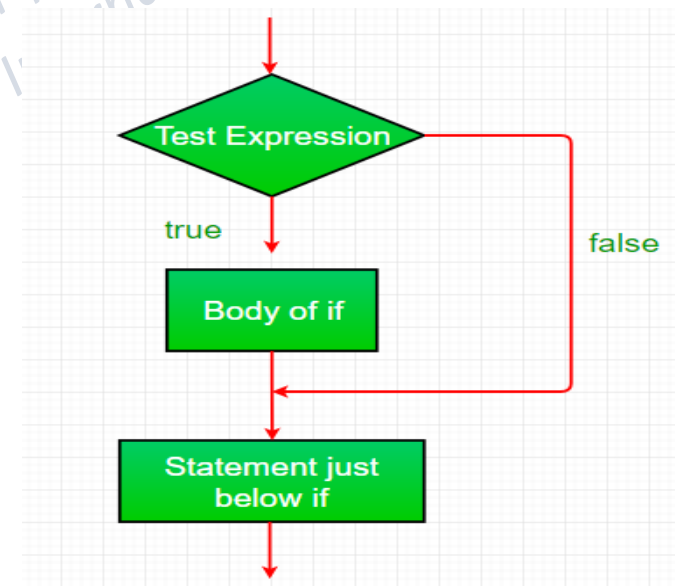 Test Expression
true
false
Body of if
Statement just
below if